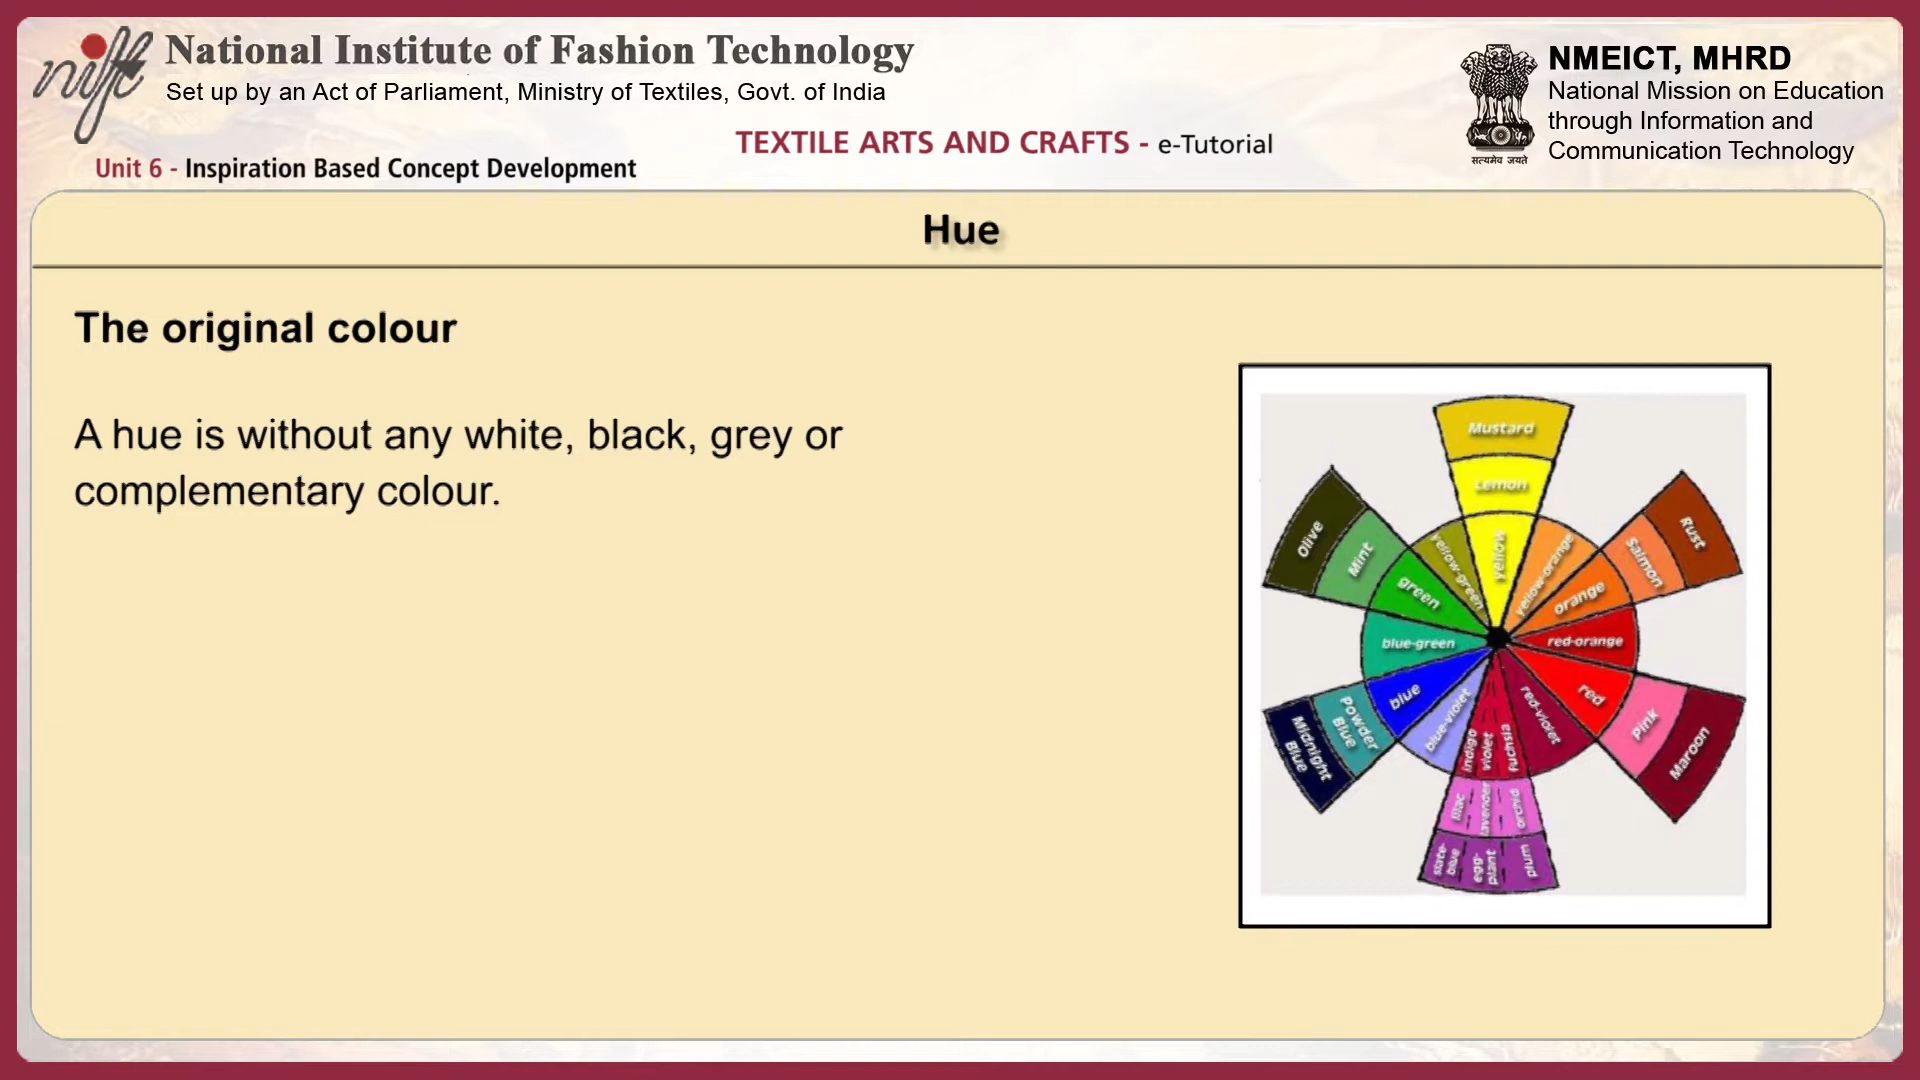 nift
National Institute of Fashion Technology
Set up by an Act of Parliament, Ministry of Textiles, Govt. of India
NMEICT, MHRD
National Mission on Education
through Information and
Communication Technology
सत्यमेव जयते
TEXTILE ARTS AND CRAFTS - e-Tutorial
Unit 6 - Inspiration Based Concept Development
Hue
The original colour
A hue is without any white, black, grey or
complementary colour.
Mustard
Lemon
yellow
yellow-orange
orange
Salmon
Rust
red-orange
red
Pink
Maroon
red-violet
fuchsia
violet
indigo
orchid
lavender
lilac
plum
egg-
plant
slate-
blue
blue-violet
blue
Powder
Blue
Midnight
Blue
blue-green
green
Mint
Olive
yellow-green